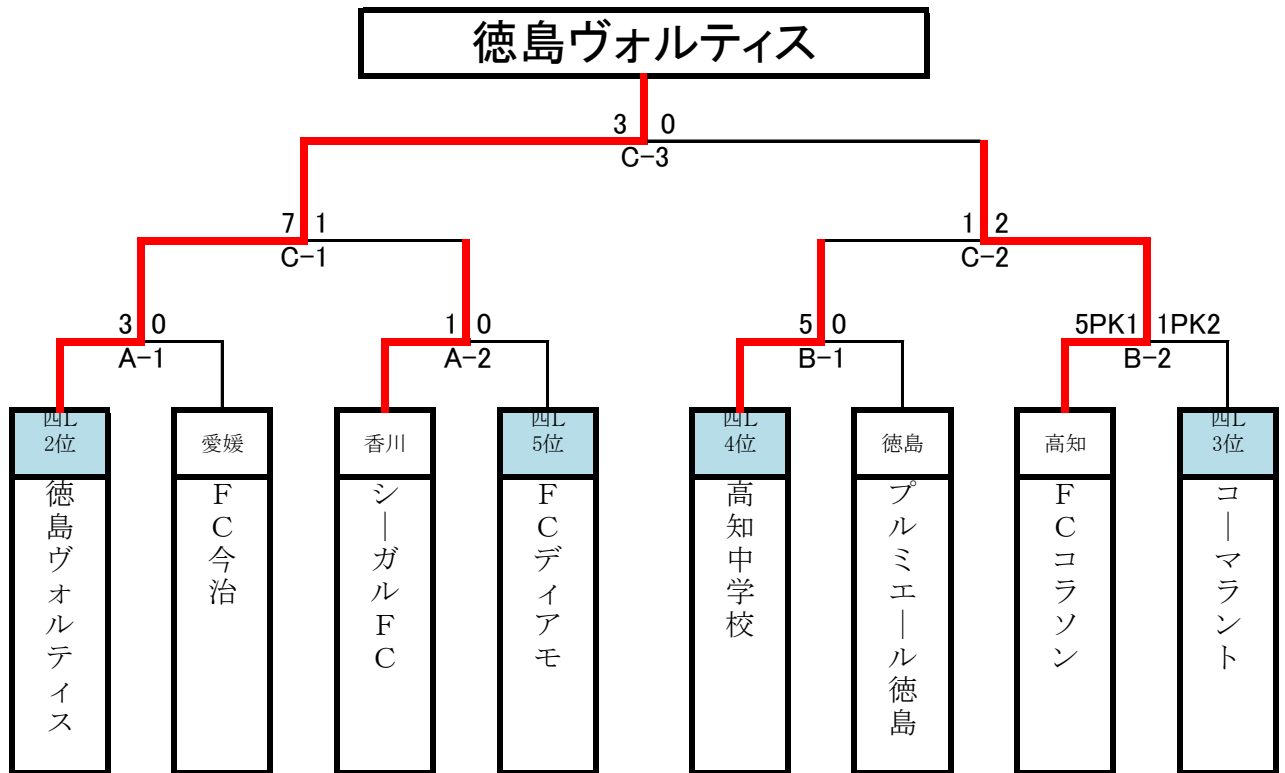 徳島ヴォルティス
3 0
C-3
7 1
C-1
1 2
C-2
3 0
A-1
1 0
A-2
5 0
B-1
5PK1 1PK2
B-2
四L
2位
愛媛
香川
四L
5位
四L
4位
徳島
高知
四L
3位
徳島ヴォルティス
FC今治
シーガルFC
FCディアモ
高知中学校
プルミエール徳島
FCコラソン
コーマラント